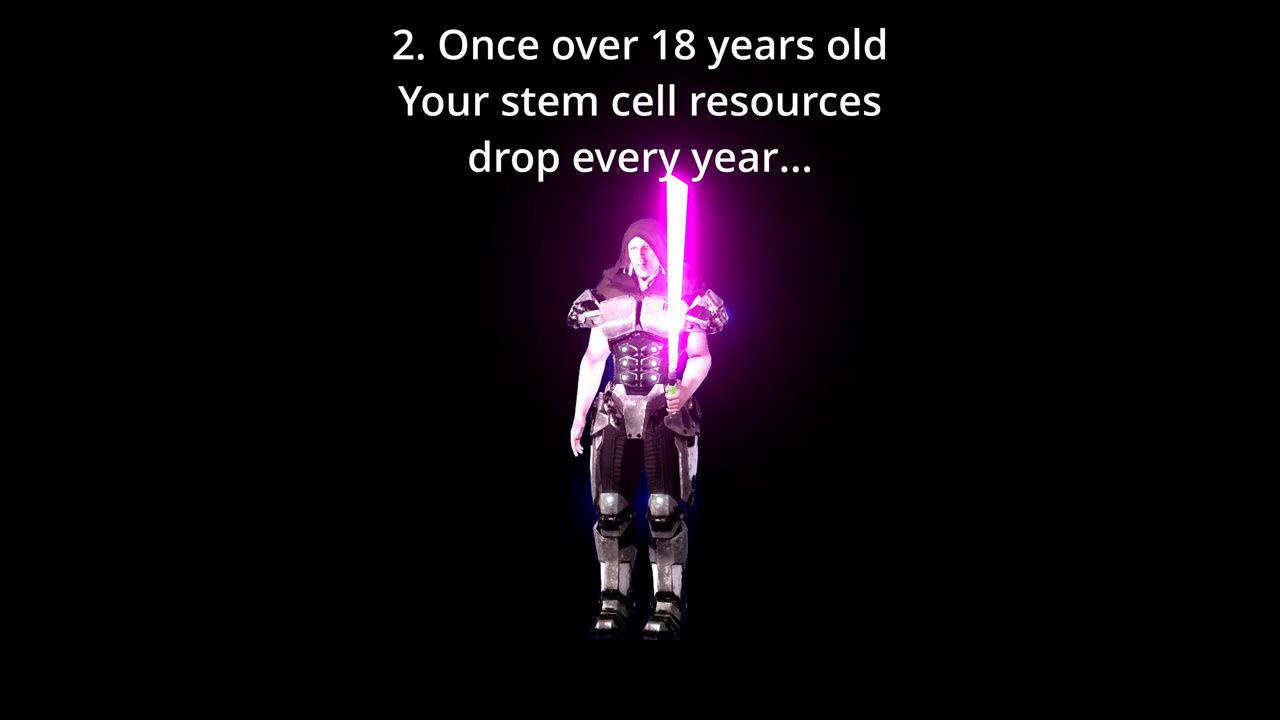 2. Once over 18 years old
Your stem cell resources
drop every year...